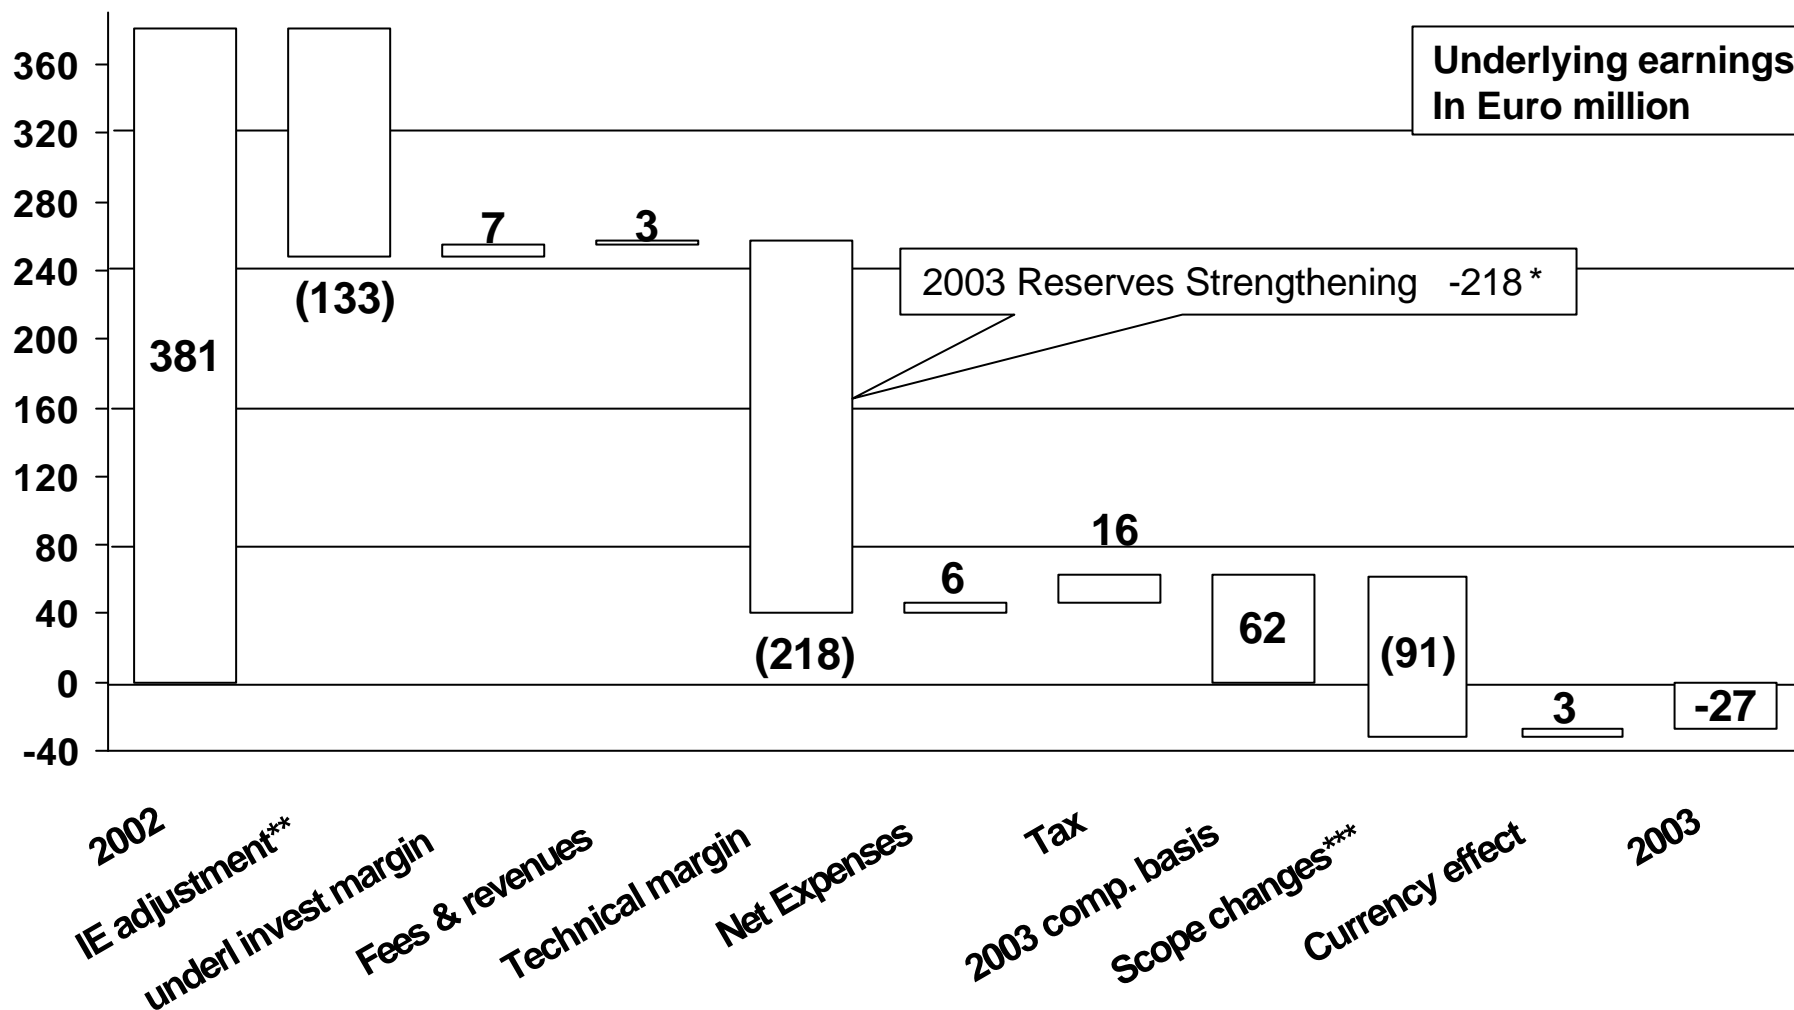 Underlying earnings
In Euro million
360
320
280
240
200
160
120
80
40
0
-40
381
(133)
7
3
(218)
2003 Reserves Strengthening -218 *
6
16
62
(91)
3
-27
2002
IE adjustment**
underl invest margin
Fees & revenues
Technical margin
Net Expenses
Tax
2003 comp. basis
Scope changes***
Currency effect
2003